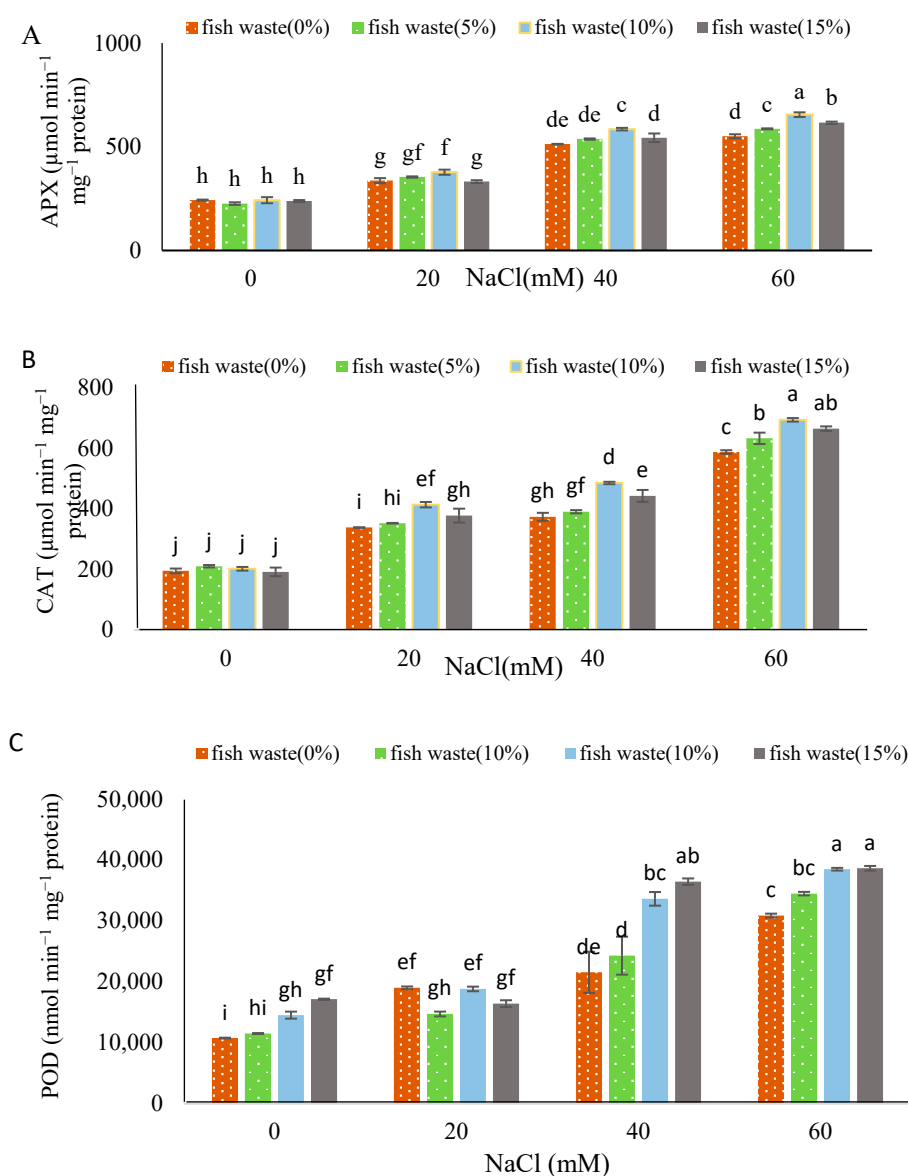 A
fish waste(0%) fish waste(5%) fish waste(10%) fish waste(15%)
APX (µmol min⁻¹
mg⁻¹ protein)
1000
500
0
h h h h
g gf f g
de de c d
d c a b
0 20 40 60
NaCl(mM)
B
fish waste(0%) fish waste(5%) fish waste(10%) fish waste(15%)
CAT (µmol min⁻¹ mg⁻¹
protein)
800
600
400
200
0
j j j j
i hi ef gh
gh gf d e
c b a ab
0 20 40 60
NaCl(mM)
C
fish waste(0%) fish waste(10%) fish waste(10%) fish waste(15%)
POD (nmol min⁻¹ mg⁻¹ protein)
50,000
40,000
30,000
20,000
10,000
0
i hi gh gf
ef gh ef gf
de d bc ab
c bc a a
0 20 40 60
NaCl (mM)